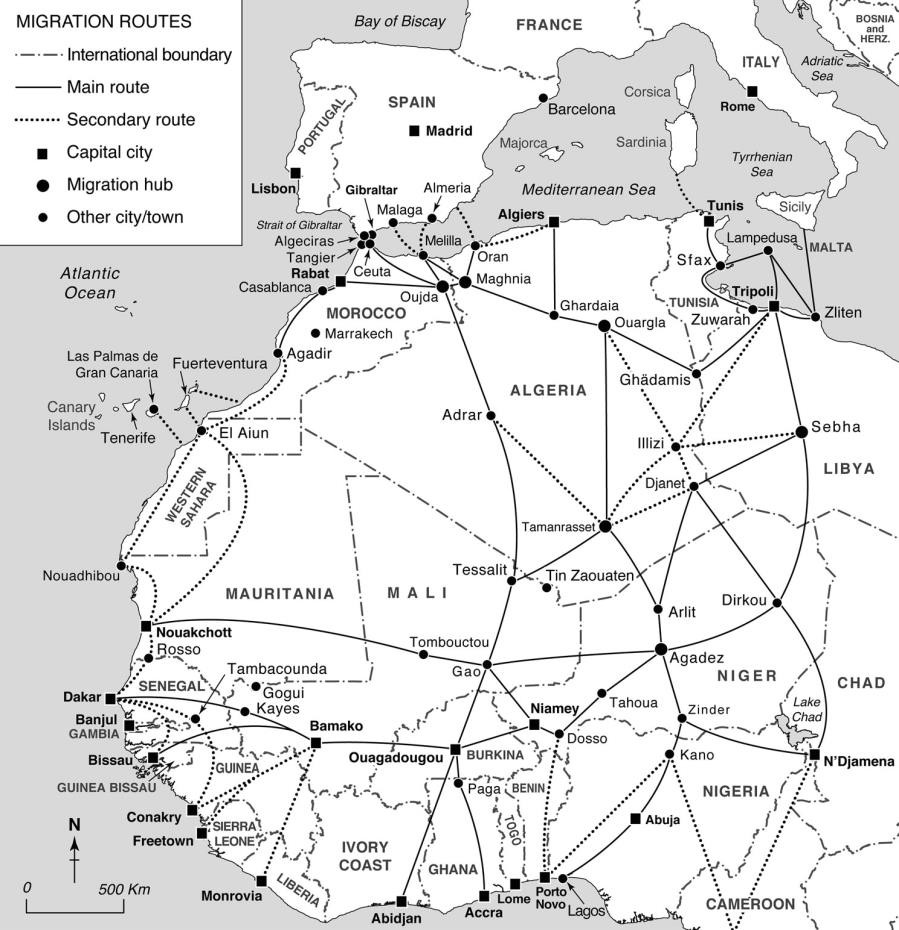 MIGRATION ROUTES
International boundary
Main route
Secondary route
Capital city
Migration hub
Other city/town
Bay of Biscay
FRANCE
BOSNIA
and
HERZ.
ITALY
Adriatic
Sea
Corsica
Rome
SPAIN
PORTUGAL
Barcelona
Madrid
Majorca
Sardinia
Tyrrhenian
Sea
Lisbon
Gibraltar
Almeria
Mediterranean Sea
Malaga
Algiers
Tunis
Sicily
Strait of Gibraltar
Algeciras
Melilla
Lampedusa
MALTA
Tangier
Oran
Sfax
Atlantic
Ocean
Rabat
Ceuta
Maghnia
Tripoli
Casablanca
Oujda
TUNISIA
MOROCCO
Ghardaia
Ouargla
Zuwarah
Zliten
Marrakech
Las Palmas de
Gran Canaria
Fuerteventura
Agadir
Ghädamis
ALGERIA
Canary
Islands
Adrar
Tenerife
El Aiun
Illizi
Sebha
LIBYA
WESTERN
SAHARA
Djanet
Tamanrasset
Nouadhibou
Tessalit
Tin Zaouaten
MAURITANIA
MALI
Arlit
Dirkou
Nouakchott
Tombouctou
Rosso
Gao
Agadez
Tambacounda
NIGER
CHAD
SENEGAL
Gogui
Dakar
Kayes
Niamey
Tahoua
Zinder
Lake
Chad
Banjul
GAMBIA
Bamako
Dosso
Bissau
Ouagadougou
BURKINA
Kano
N'Djamena
GUINEA
GUINEA BISSAU
Paga
BENIN
NIGERIA
Conakry
Abuja
TOGO
Freetown
SIERRA
LEONE
N
IVORY
COAST
GHANA
0
500 Km
Monrovia
LIBERIA
Abidjan
Accra
Lome
Porto
Novo
Lagos
CAMEROON